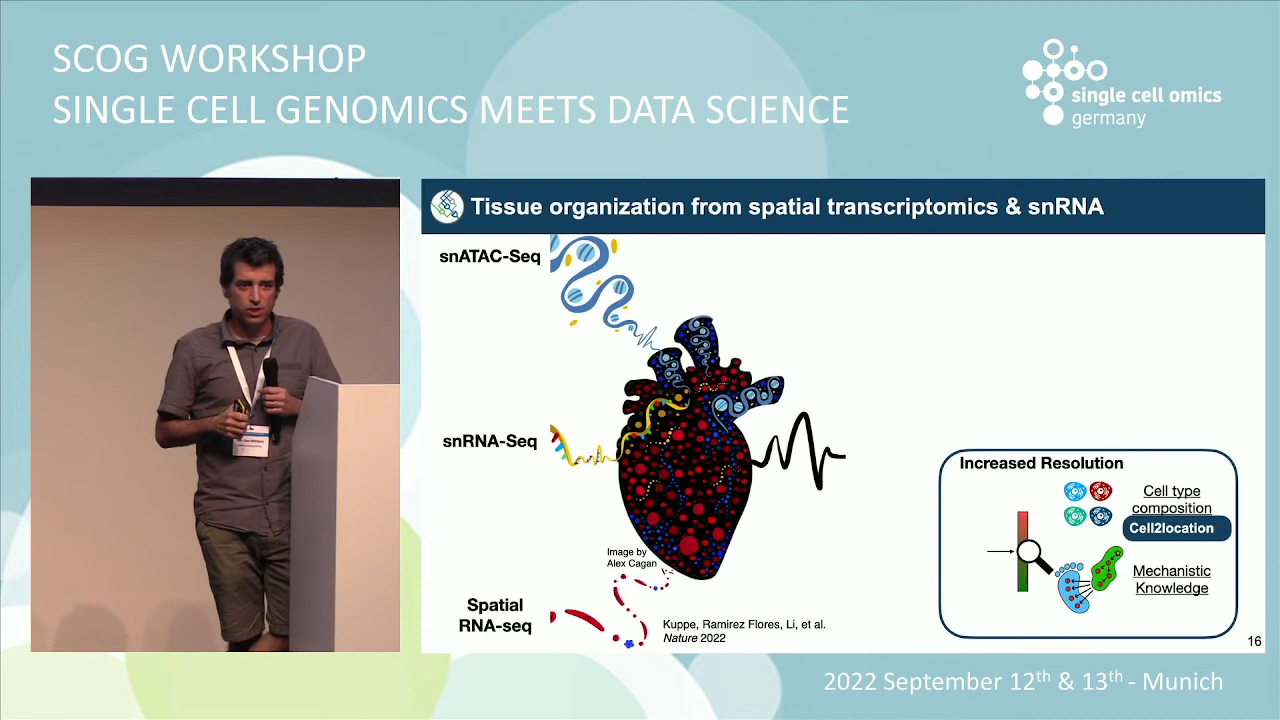 SCOG WORKSHOP
SINGLE CELL GENOMICS MEETS DATA SCIENCE
single cell omics
germany
Tissue organization from spatial transcriptomics & snRNA
snATAC-Seq
snRNA-Seq
Image by
Alex Cagan
Spatial
RNA-seq
Kuppe, Ramirez Flores, Li, et al.
Nature 2022
Increased Resolution
Cell type
composition
Cell2location
Mechanistic
Knowledge
16
2022 September 12th & 13th - Munich